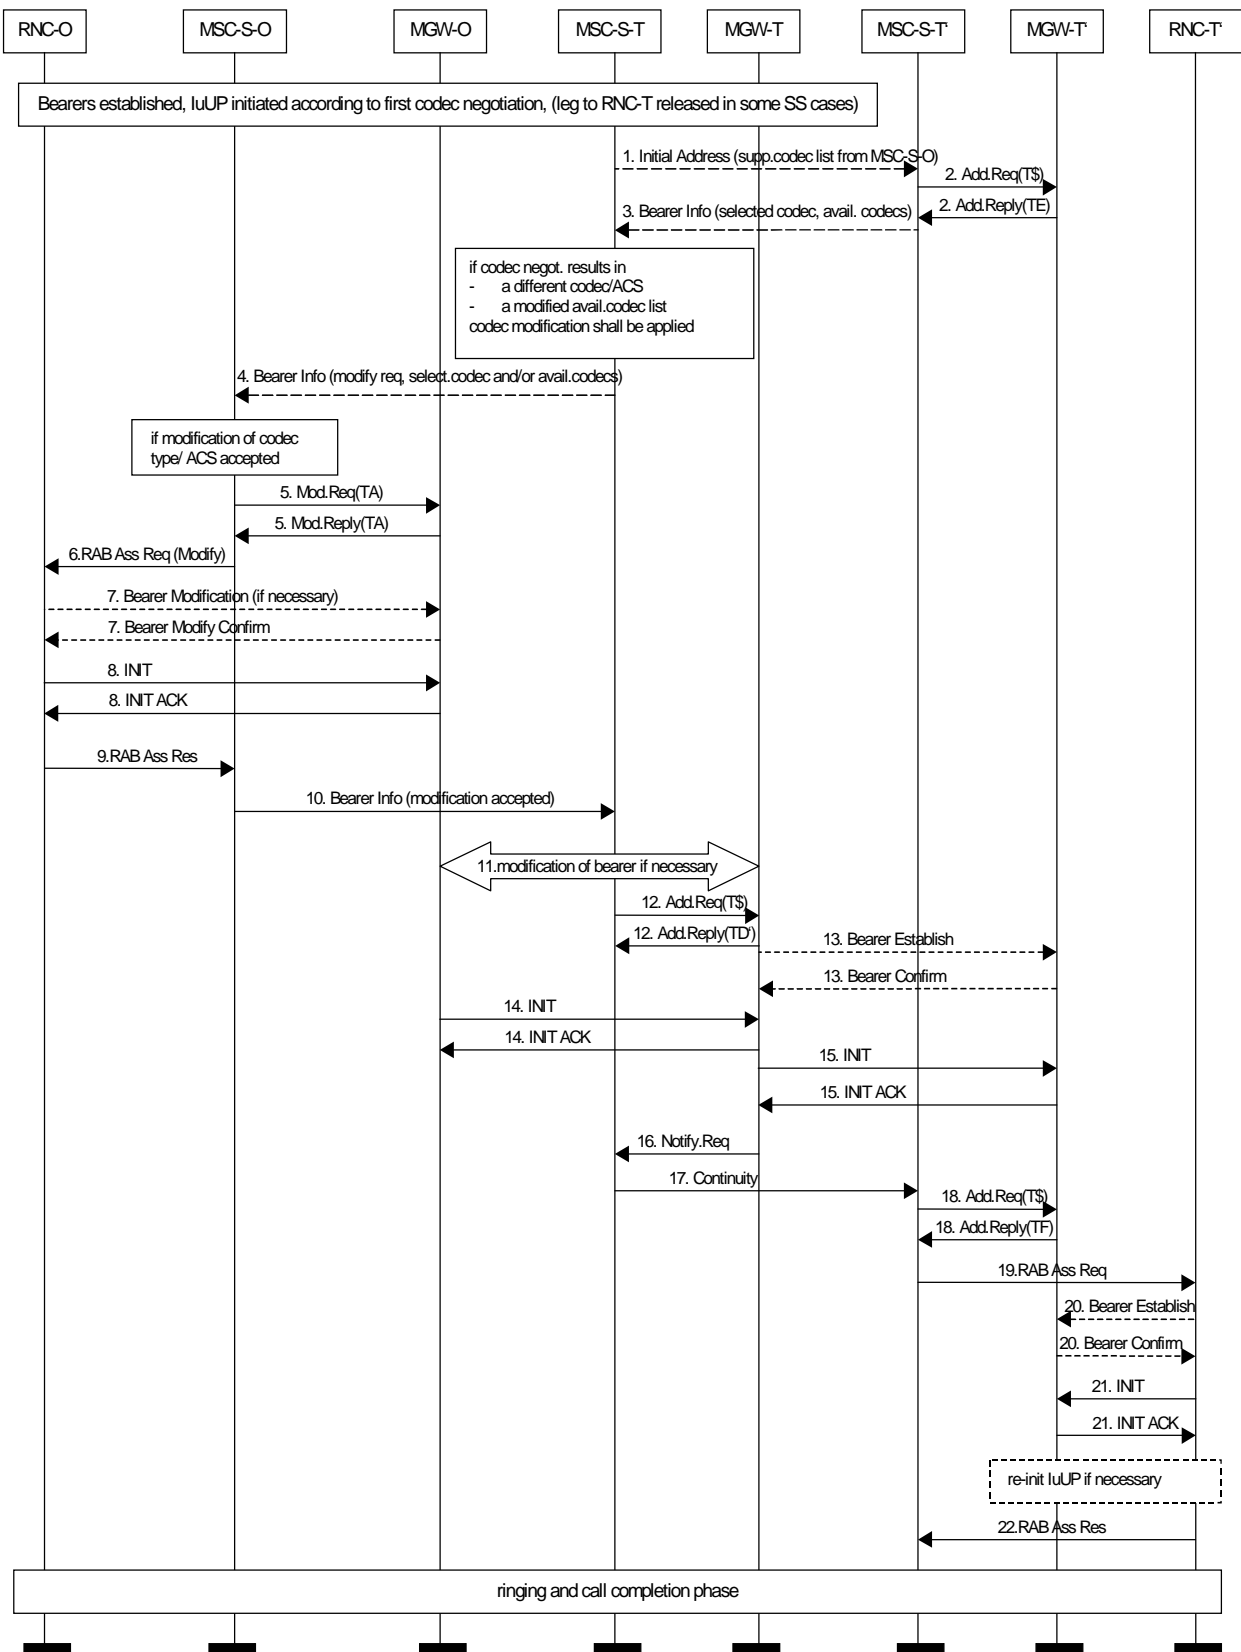 RNC-O MSC-S-O MGW-O MSC-S-T MGW-T MSC-S-T' MGW-T' RNC-T'
Bearers established, IuUP initiated according to first codec negotiation, (leg to RNC-T released in some SS cases)
1. Initial Address (supp.codec list from MSC-S-O)
2. Add.Req(T$)
2. Add.Reply(TE)
3. Bearer Info (selected codec, avail. codecs)
if codec negot. results in
- a different codec/ACS
- a modified avail.codec list
codec modification shall be applied
4. Bearer Info (modify req, select.codec and/or avail.codecs)
if modification of codec
type/ ACS accepted
5. Mod.Req(TA)
5. Mod.Reply(TA)
6.RAB Ass Req (Modify)
7. Bearer Modification (if necessary)
7. Bearer Modify Confirm
8. INIT
8. INIT ACK
9.RAB Ass Res
10. Bearer Info (modification accepted)
11.modification of bearer if necessary
12. Add.Req(T$)
12. Add.Reply(TD')
13. Bearer Establish
13. Bearer Confirm
14. INIT
14. INIT ACK
15. INIT
15. INIT ACK
16. Notify.Req
17. Continuity
18. Add.Req(T$)
18. Add.Reply(TF)
19.RAB Ass Req
20. Bearer Establish
20. Bearer Confirm
21. INIT
21. INIT ACK
re-init IuUP if necessary
22.RAB Ass Res
ringing and call completion phase